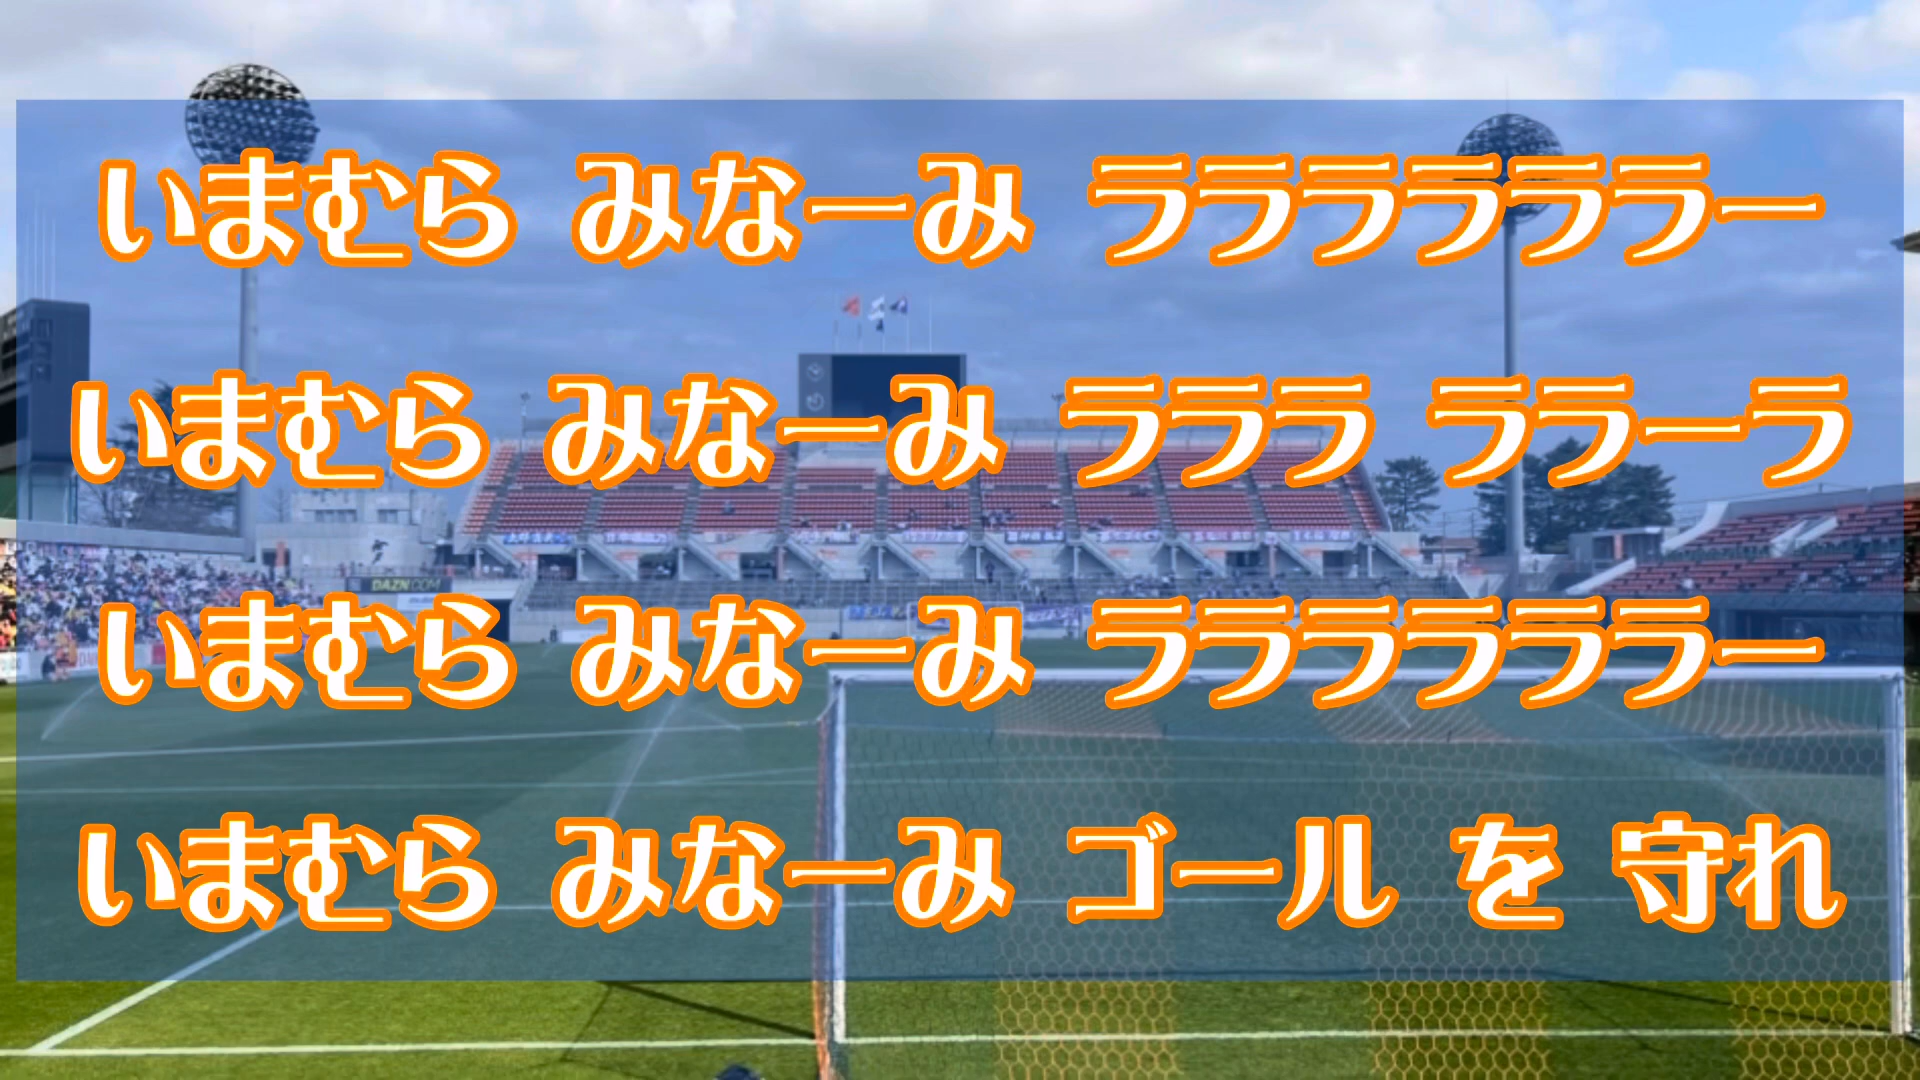 いまむら みなーみ ララララララー
いまむら みなーみ ラララ ララーラ
いまむら みなーみ ララララララー
いまむら みなーみ ゴール を 守れ
DAZN.COM